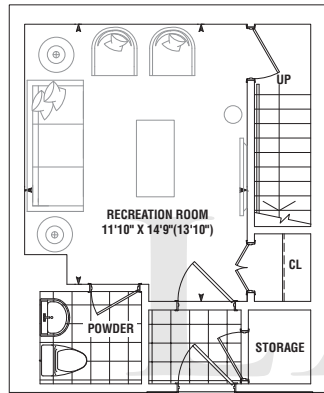 UP
RECREATION ROOM
11'10" X 14'9"(13'10")
CL
POWDER
STORAGE